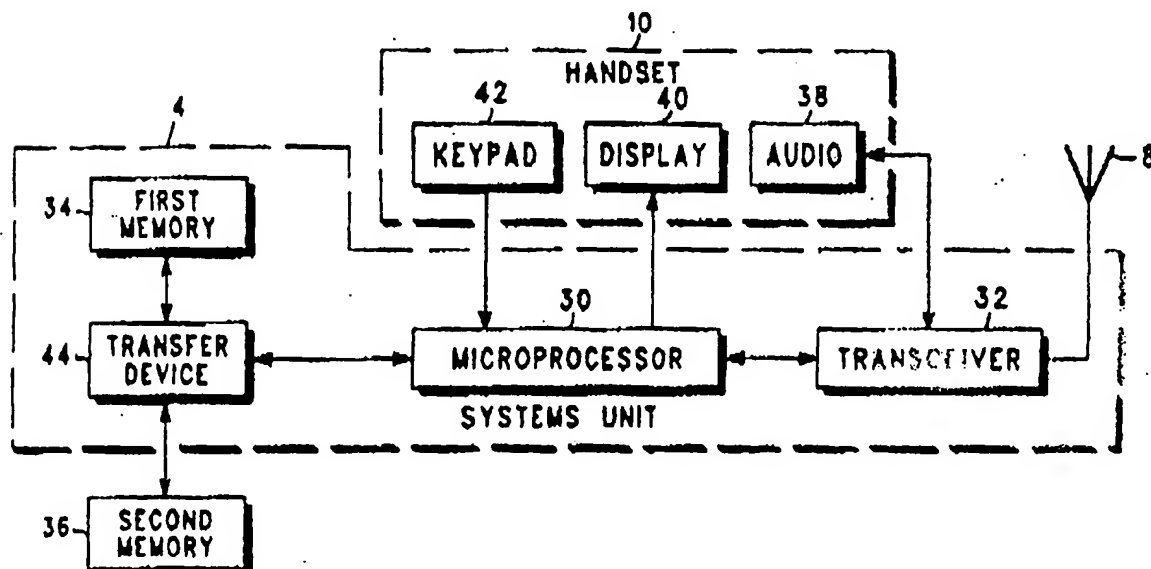 10
HANDSET
42
40
38
KEYPAD
DISPLAY
AUDIO
4
8
34
FIRST
MEMORY
30
32
44
TRANSFER
DEVICE
MICROPROCESSOR
TRANSCEIVER
SYSTEMS UNIT
36
SECOND
MEMORY